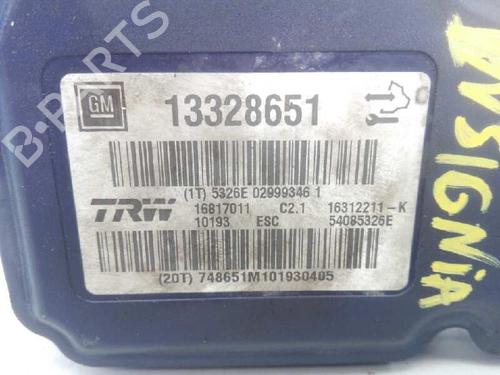 GM 13328651
(1T) 5326E 02999346 1
TRW 16817011 C2.1 16312211-K
10193 ESC 54085326E
(20T) 748651M101930405
INSIGNIA
B-PARTS